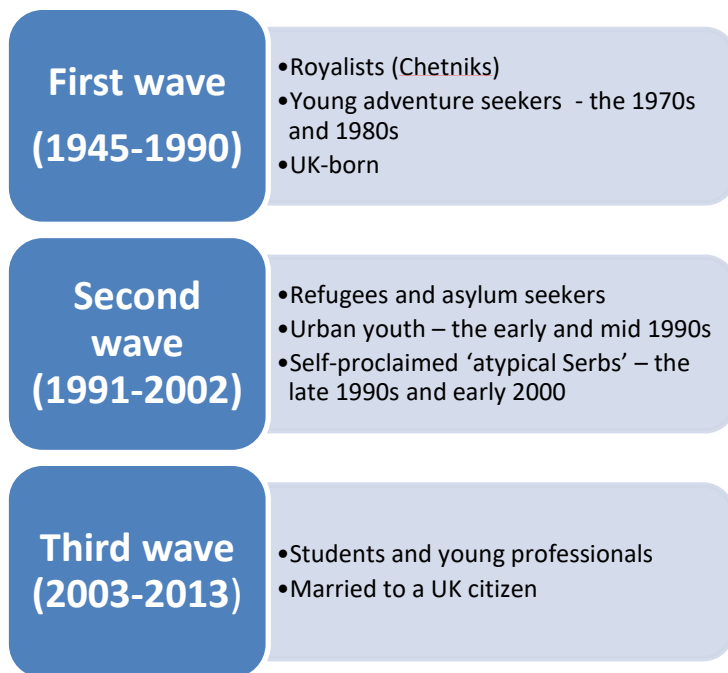 First wave
(1945-1990)
•Royalists (Chetniks)
•Young adventure seekers - the 1970s
and 1980s
•UK-born
Second
wave
(1991-2002)
•Refugees and asylum seekers
•Urban youth – the early and mid 1990s
•Self-proclaimed ‘atypical Serbs’ – the
late 1990s and early 2000
Third wave
(2003-2013)
•Students and young professionals
•Married to a UK citizen